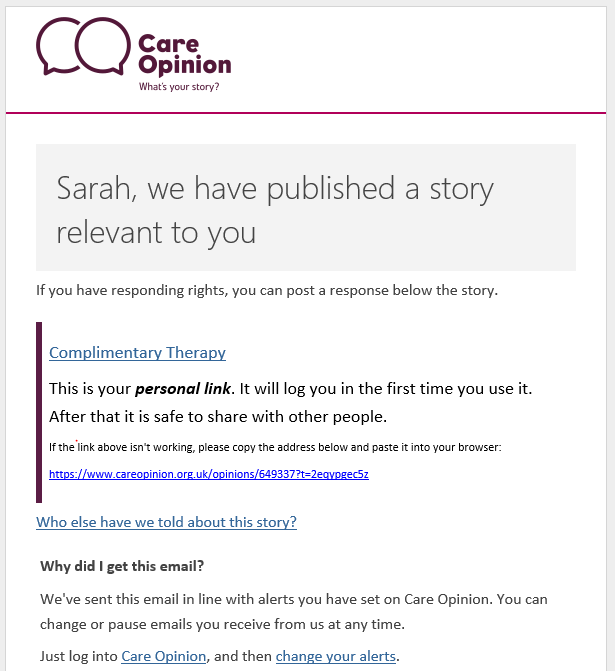 Care
Opinion
What's your story?
Sarah, we have published a story
relevant to you
If you have responding rights, you can post a response below the story.
Complimentary Therapy
This is your personal link. It will log you in the first time you use it.
After that it is safe to share with other people.
If the link above isn't working, please copy the address below and paste it into your browser:
https://www.careopinion.org.uk/opinions/649337?t=2eqypgec5z
Who else have we told about this story?
Why did I get this email?
We've sent this email in line with alerts you have set on Care Opinion. You can
change or pause emails you receive from us at any time.
Just log into Care Opinion, and then change your alerts.